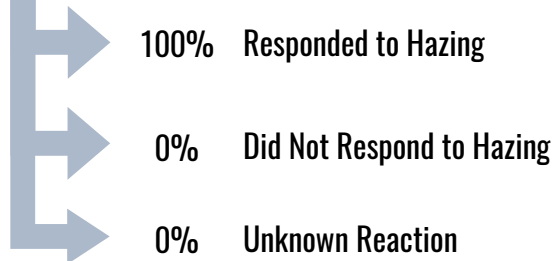 100% Responded to Hazing
0% Did Not Respond to Hazing
0% Unknown Reaction